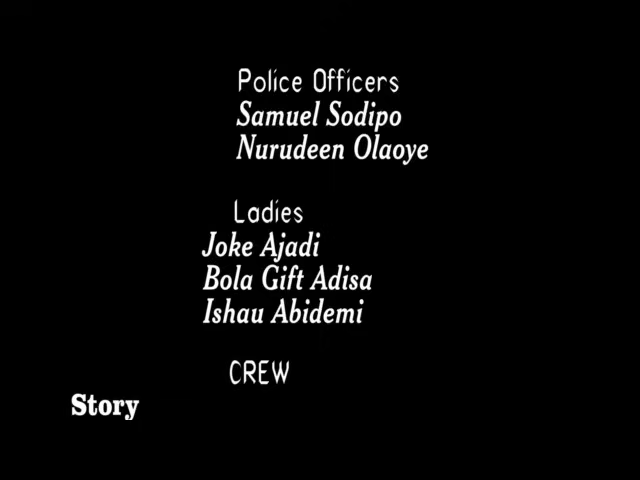 Police Officers
Samuel Sodipo
Nurudeen Olaoye
Ladies
Joke Ajadi
Bola Gift Adisa
Ishau Abidemi
CREW
Story